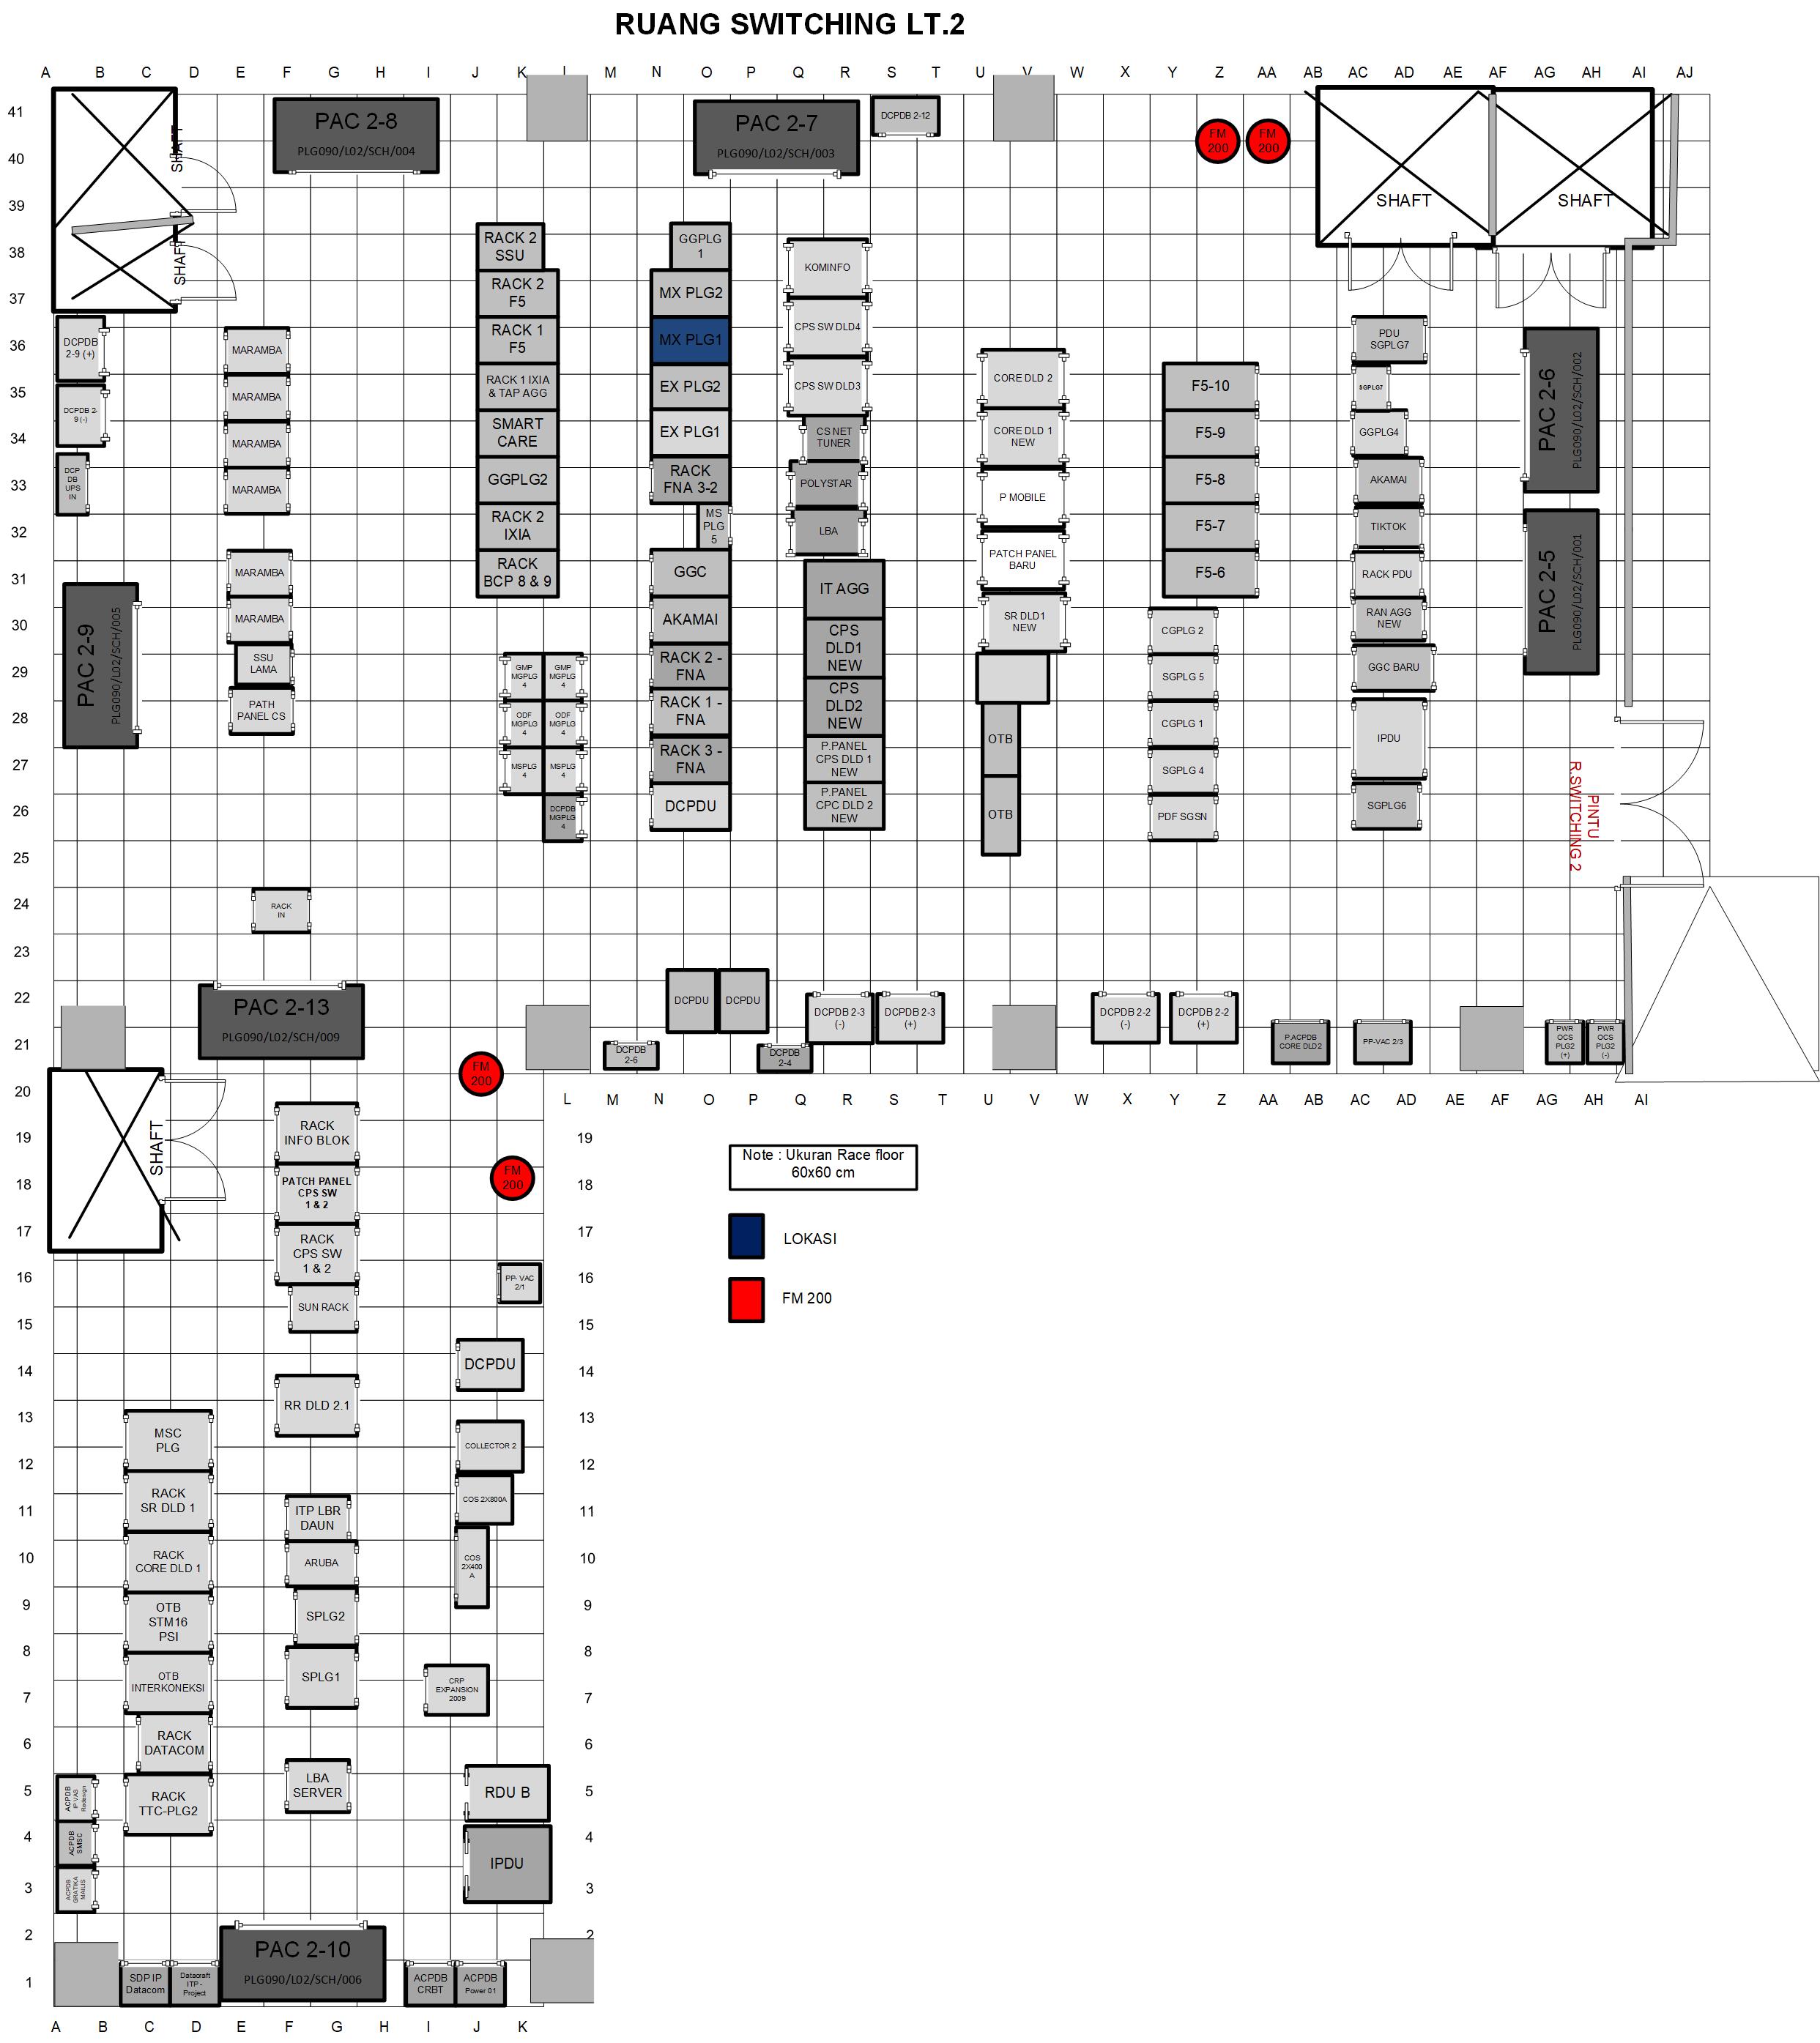 RUANG SWITCHING LT.2
A B C D E F G H I J K L M N O P Q R S T U V W X Y Z AA AB AC AD AE AF AG AH AI AJ
41
40
39
38
37
36
35
34
33
32
31
30
29
28
27
26
25
24
23
22
21
20
19
18
17
16
15
14
13
12
11
10
9
8
7
6
5
4
3
2
1
SHAFT
SHAFT
PAC 2-8
PLG090/L02/SCH/004
PAC 2-7
PLG090/L02/SCH/003
DCPDB 2-12
FM
200
FM
200
SHAFT
SHAFT
DCPDB
2-9 (+)
DCPDB 2-
9 (-)
DCP
DB
UPS
IN
PAC 2-9
PLG090/L02/SCH/005
MARAMBA
MARAMBA
MARAMBA
MARAMBA
MARAMBA
MARAMBA
SSU
LAMA
PATH
PANEL CS
RACK
IN
RACK 2
SSU
RACK 2
F5
RACK 1
F5
RACK 1 IXIA
& TAP AGG
SMART
CARE
GGPLG2
RACK 2
IXIA
RACK
BCP 8 & 9
GMP
MGPLG
4
GMP
MGPLG
4
ODF
MGPLG
4
ODF
MGPLG
4
MSPLG
4
MSPLG
4
DCPDB
MGPLG
4
GGPLG
1
MX PLG2
MX PLG1
EX PLG2
EX PLG1
RACK
FNA 3-2
MS
PLG
5
GGC
AKAMAI
RACK 2 -
FNA
RACK 1 -
FNA
RACK 3 -
FNA
DCPDU
KOMINFO
CPS SW DLD4
CPS SW DLD3
CS NET
TUNER
POLYSTAR
LBA
IT AGG
CPS
DLD1
NEW
CPS
DLD2
NEW
P.PANEL
CPS DLD 1
NEW
P.PANEL
CPC DLD 2
NEW
CORE DLD 2
CORE DLD 1
NEW
P MOBILE
PATCH PANEL
BARU
SR DLD1
NEW
OTB
OTB
F5-10
F5-9
F5-8
F5-7
F5-6
CGPLG 2
SGPLG 5
CGPLG 1
SGPLG 4
PDF SGSN
PDU
SGPLG7
SGPLG7
GGPLG4
AKAMAI
TIKTOK
RACK PDU
RAN AGG
NEW
GGC BARU
IPDU
SGPLG6
PAC 2-6
PLG090/L02/SCH/002
PAC 2-5
PLG090/L02/SCH/001
PINTU
R.SWITCHING 2
PAC 2-13
PLG090/L02/SCH/009
DCPDB
2-6
DCPDU
DCPDU
DCPDB
2-4
DCPDB 2-3
(-)
DCPDB 2-3
(+)
DCPDB 2-2
(-)
DCPDB 2-2
(+)
P.ACPDB
CORE DLD2
PP-VAC 2/3
PWR
OCS
PLG2
(+)
PWR
OCS
PLG2
(-)
L M N O P Q R S T U V W X Y Z AA AB AC AD AE AF AG AH AI
FM
200
FM
200
SHAFT
RACK
INFO BLOK
PATCH PANEL
CPS SW
1 & 2
RACK
CPS SW
1 & 2
SUN RACK
RR DLD 2.1
ITP LBR
DAUN
ARUBA
SPLG2
SPLG1
LBA
SERVER
PP- VAC
2/1
DCPDU
COLLECTOR 2
COS 2X800A
COS
2X400
A
CRP
EXPANSION
2009
RDU B
IPDU
MSC
PLG
RACK
SR DLD 1
RACK
CORE DLD 1
OTB
STM16
PSI
OTB
INTERKONEKSI
RACK
DATACOM
RACK
TTC-PLG2
ACPDB
IP VAS
Redesign
ACPDB
SMSC
ACPDB
GRATIKA
MAILIS
SDP IP
Datacom
Datacraft
ITP -
Project
PAC 2-10
PLG090/L02/SCH/006
ACPDB
CRBT
ACPDB
Power 01
19
18
17
16
15
14
13
12
11
10
9
8
7
6
5
4
3
2
Note : Ukuran Race floor
60x60 cm
LOKASI
FM 200
A B C D E F G H I J K